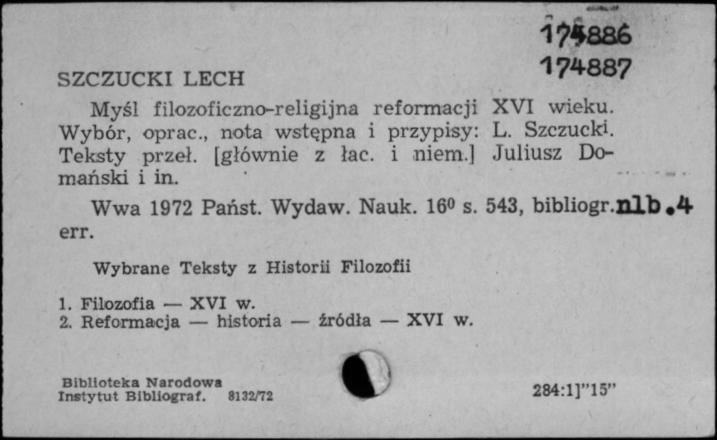 174886
174887
SZCZUCKI LECH
Myśl filozoficzno-religijna reformacji XVI wieku.
Wybór, oprac., nota wstępna i przypisy: L. Szczucki.
Teksty przeł. [głównie z łac. i niem.] Juliusz Do-
mański i in.
Wwa 1972 Państ. Wydaw. Nauk. 16⁰ s. 543, bibliogr.nlb.4
err.
Wybrane Teksty z Historii Filozofii
1. Filozofia — XVI w.
2. Reformacja — historia — źródła — XVI w.
Biblioteka Narodowa
Instytut Bibliograf. 8132/72
284:1]"15"